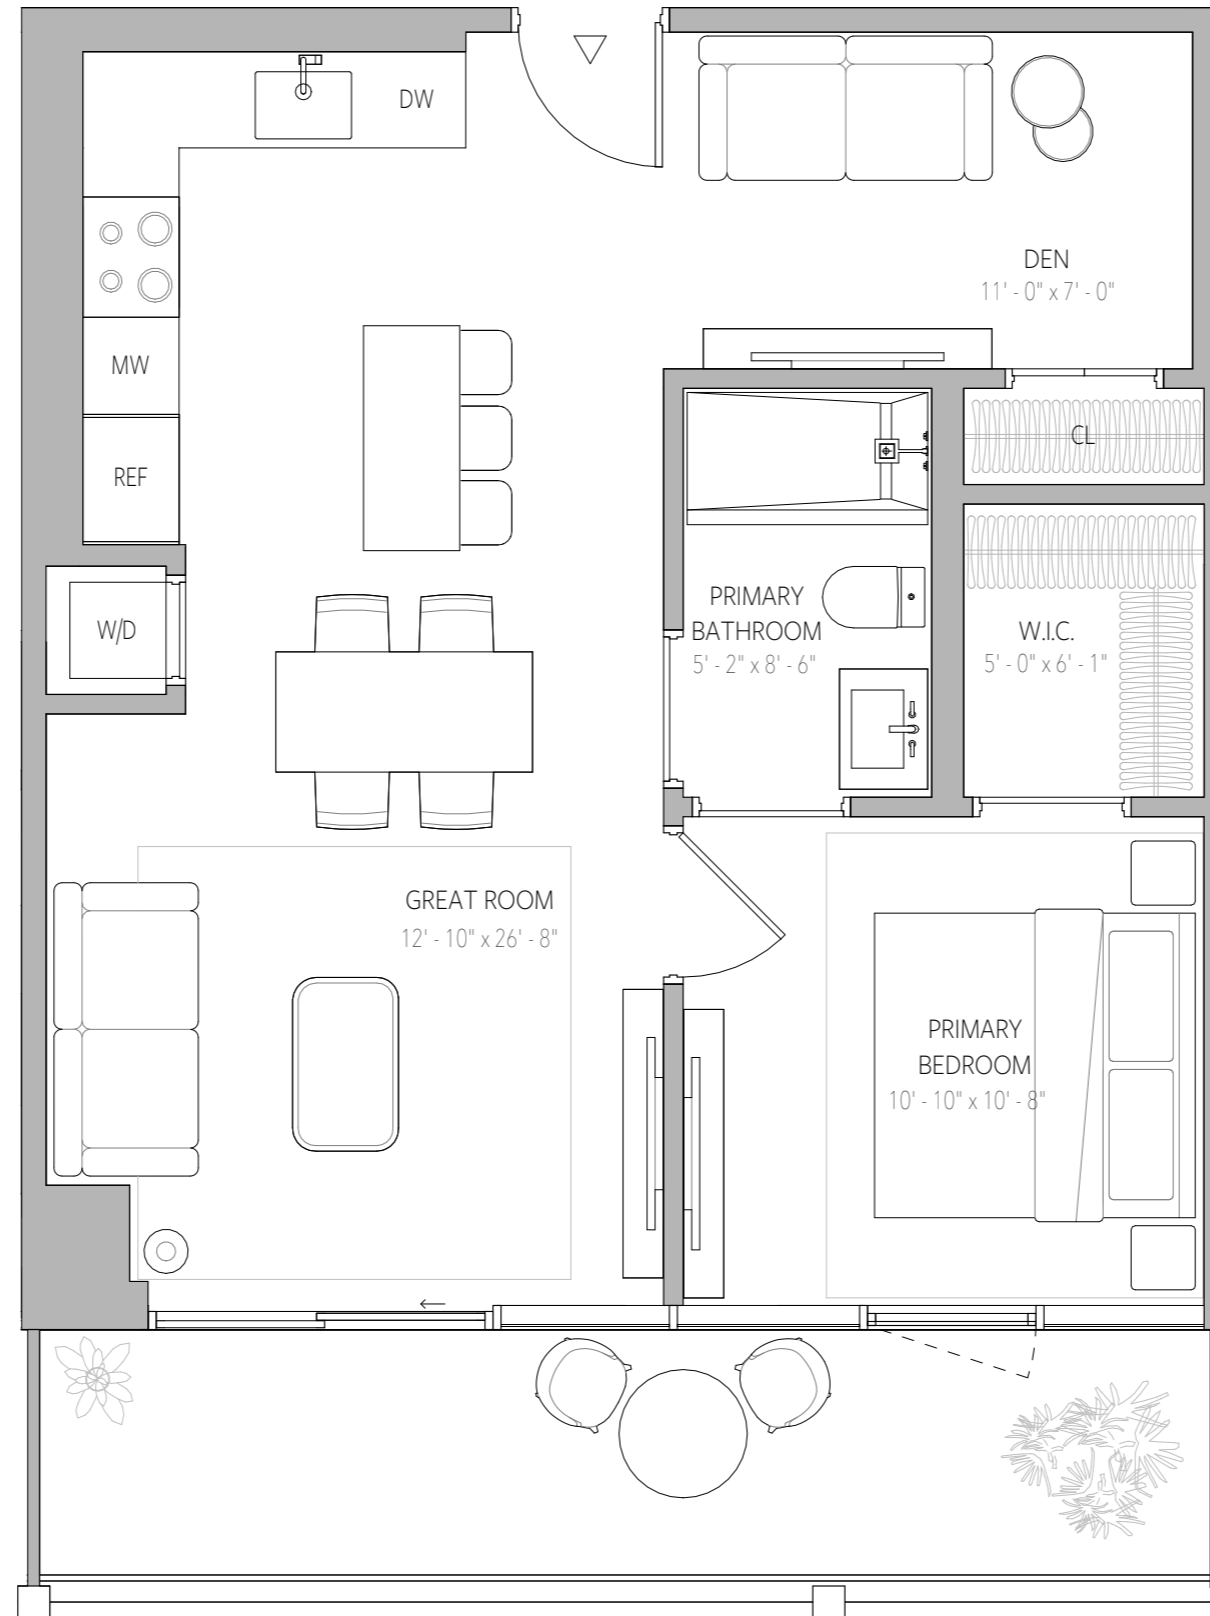 DW
DEN
11' - 0" x 7' - 0"
MW
CL
REF
PRIMARY
BATHROOM
5' - 2" x 8' - 6"
W/D
W.I.C.
5' - 0" x 6' - 1"
GREAT ROOM
12' - 10" x 26' - 8"
PRIMARY
BEDROOM
10' - 10" x 10' - 8"